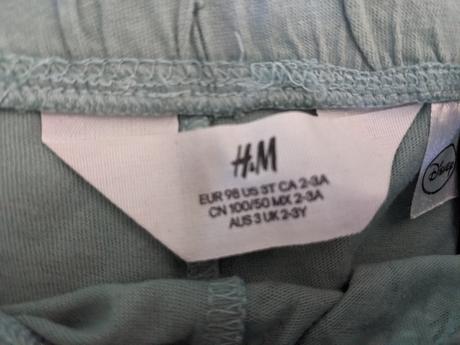 H&M
EUR 98 US 3T CA 2-3A
CN 100/50 MX 2-3A
AUS 3 UK 2-3Y
Disney